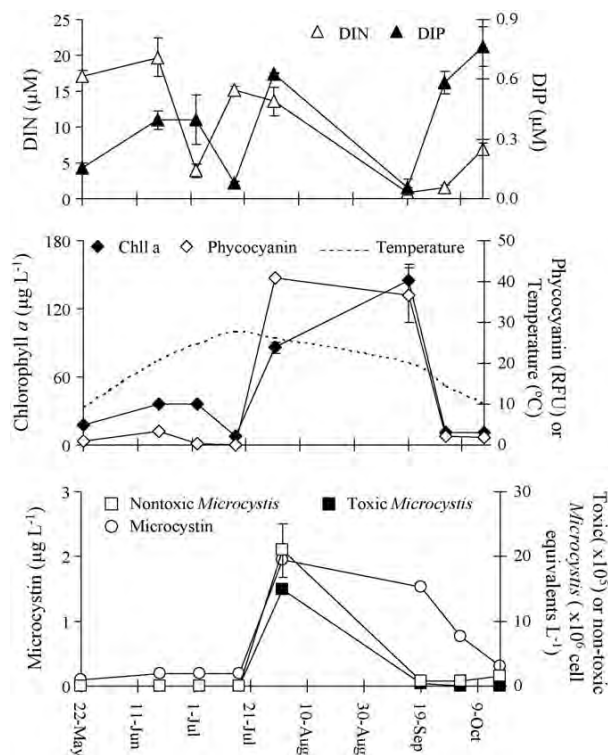 DIN DIP
25
20
15
10
5
0
DIN (µM)
0.9
0.6
0.3
0.0
DIP
(µM)
Chll a Phycocyanin Temperature
180
120
60
0
Chlorophyll a (µg L-1)
50
40
30
20
10
0
Phycocyanin (RFU) or
Temperature (°C)
Nontoxic Microcystis Toxic Microcystis
Microcystin
3
2
1
0
Microcystin (µg L-1)
30
20
10
0
Toxic( x10⁵) or non-toxic
Microcystis ( x10⁶ cell
equivalents L-1)
22-May
11-Jun
1-Jul
21-Jul
10-Aug
30-Aug
19-Sep
9-Oct